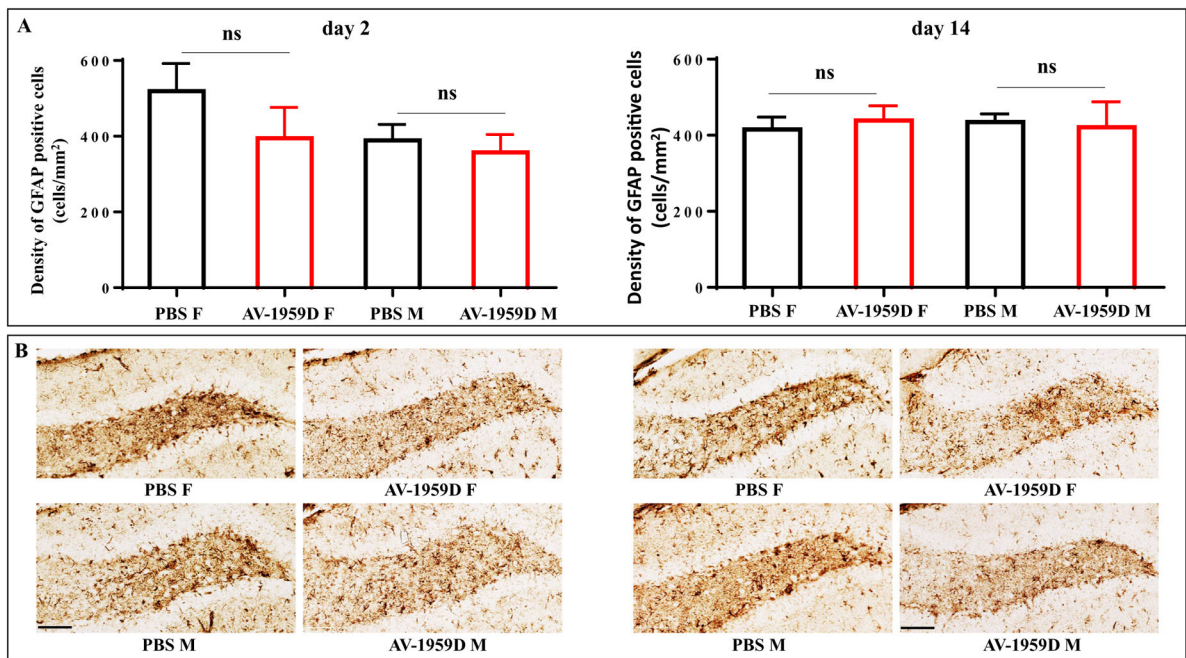 A
day 2
ns
ns
Density of GFAP positive cells
(cells/mm²)
600
400
200
0
PBS F
AV-1959D F
PBS M
AV-1959D M
day 14
ns
ns
Density of GFAP positive cells
(cells/mm²)
600
400
200
0
PBS F
AV-1959D F
PBS M
AV-1959D M
B
PBS F
AV-1959D F
PBS F
AV-1959D F
PBS M
AV-1959D M
PBS M
AV-1959D M